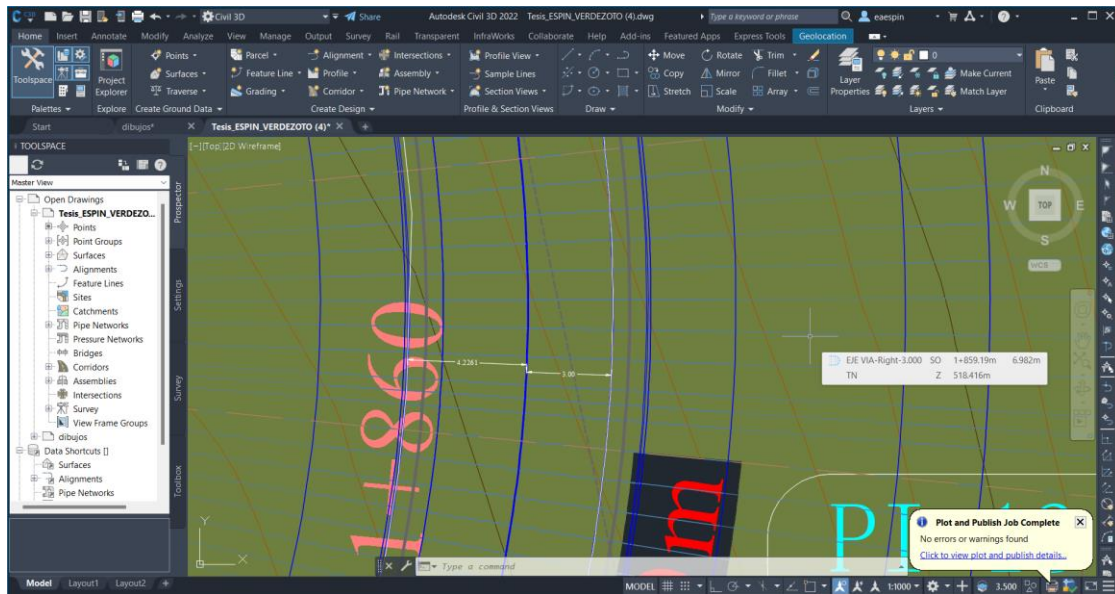 Civil 3D
Share
Autodesk Civil 3D 2022 Tesis_ESPIN_VERDEZOTO (4).dwg
Type a keyword or phrase
eaespin
Home Insert Annotate Modify Analyze View Manage Output Survey Rail Transparent InfraWorks Collaborate Help Add-ins Featured Apps Express Tools Geolocation
Toolspace
Project Explorer
Points
Surfaces
Traverse
Parcel
Feature Line
Grading
Alignment
Profile
Corridor
Intersections
Assembly
Pipe Network
Profile View
Sample Lines
Section Views
Move
Copy
Stretch
Rotate
Mirror
Scale
Trim
Fillet
Array
Layer Properties
0
Make Current
Match Layer
Paste
Palettes Explore Create Ground Data Create Design Profile & Section Views Draw Modify Layers Clipboard
Start dibujos* Tesis_ESPIN_VERDEZOTO (4)*
TOOLSPACE
Master View
Open Drawings
Tesis_ESPIN_VERDEZO...
Points
Point Groups
Surfaces
Alignments
Feature Lines
Sites
Catchments
Pipe Networks
Pressure Networks
Bridges
Corridors
Assemblies
Intersections
Survey
View Frame Groups
dibujos
Data Shortcuts []
Surfaces
Alignments
Pipe Networks
Prospector
Settings
Survey
Toolbox
[-][Top][2D Wireframe]
N
W TOP E
S
WCS
1+860
4.2261
3.00
EJE VIA-Right-3.000 SO 1+859.19m 6.982m
TN Z 518.416m
m
Y
X
Type a command
Plot and Publish Job Complete
No errors or warnings found
Click to view plot and publish details...
Model Layout1 Layout2 +
MODEL
1:1000
3.500